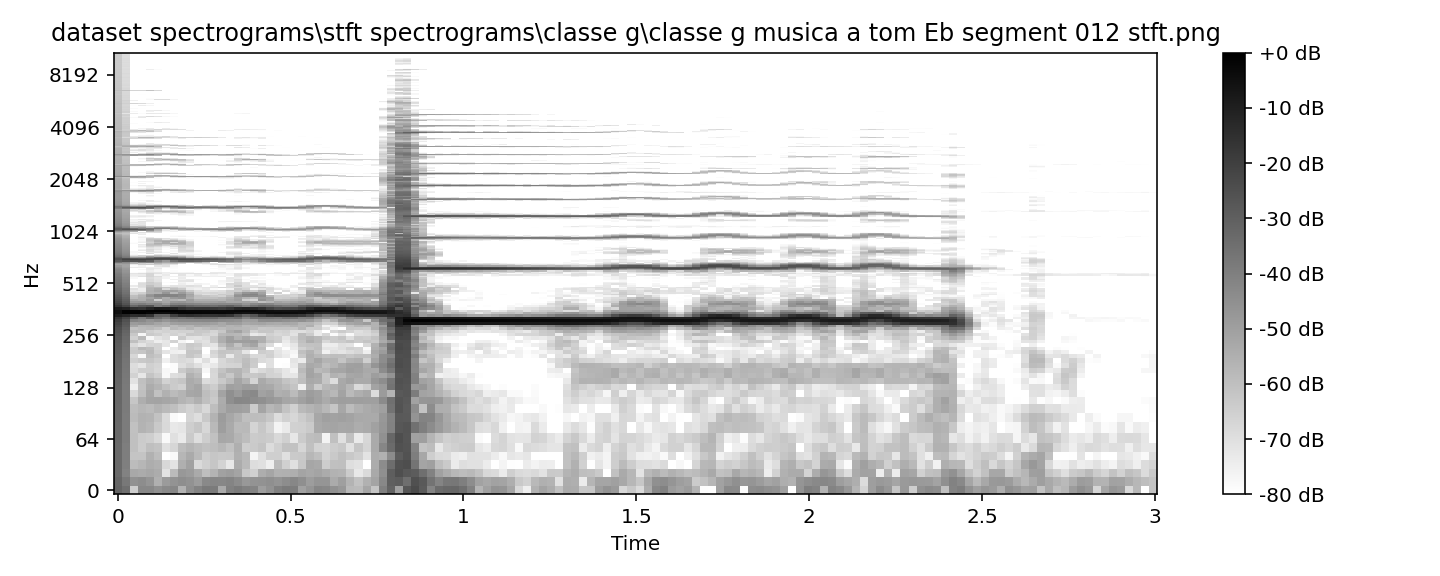 dataset spectrograms\stft spectrograms\classe g\classe g musica a tom Eb segment 012 stft.png
8192
4096
2048
1024
512
256
128
64
0
Hz
0
0.5
1
1.5
2
2.5
3
Time
+0 dB
-10 dB
-20 dB
-30 dB
-40 dB
-50 dB
-60 dB
-70 dB
-80 dB